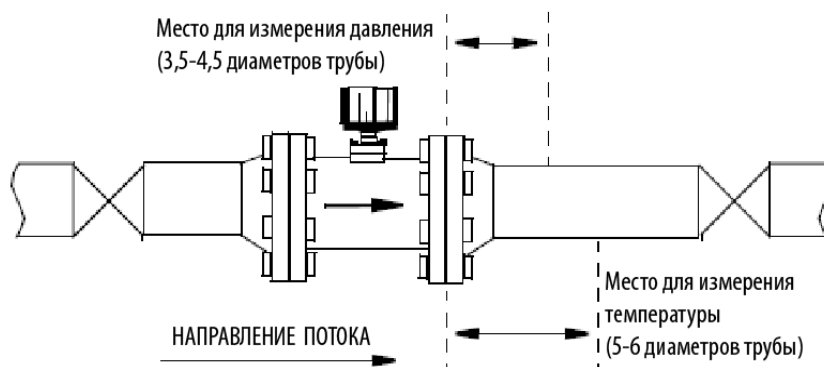 Место для измерения давления
(3,5-4,5 диаметров трубы)
Место для измерения
температуры
(5-6 диаметров трубы)
НАПРАВЛЕНИЕ ПОТОКА